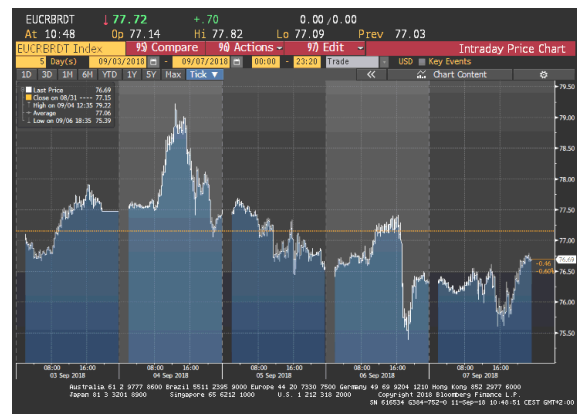 EUCRBRDT ↓ 77.72 +.70 0.00 / 0.00
At 10:48 Op 77.14 Hi 77.82 Lo 77.09 Prev 77.03
EUCRBRDT Index 95) Compare 96) Actions 97) Edit Intraday Price Chart
5 Day(s) 09/03/2018 - 09/07/2018 00:00 - 23:20 Trade USD Key Events
1D 3D 1M 6M YTD 1Y 5Y Max Tick ▼ « Chart Content
Last Price 76.69
Close on 08/31 ---- 77.15
High on 09/04 12:35 79.22
Average 77.06
Low on 09/06 18:35 75.39
79.50
79.00
78.50
78.00
77.50
77.00
76.69
-0.46
-0.60%
76.50
76.00
75.50
08:00 16:00 08:00 16:00 08:00 16:00 08:00 16:00 08:00 16:00
03 Sep 2018 04 Sep 2018 05 Sep 2018 06 Sep 2018 07 Sep 2018
Australia 61 2 9777 8600 Brazil 5511 2395 9000 Europe 44 20 7330 7500 Germany 49 69 9204 1210 Hong Kong 852 2977 6000
Japan 81 3 3201 8900 Singapore 65 6212 1000 U.S. 1 212 318 2000 Copyright 2018 Bloomberg Finance L.P.
SN 616534 G384-752-0 11-Sep-18 10:48:51 CEST GMT+2:00